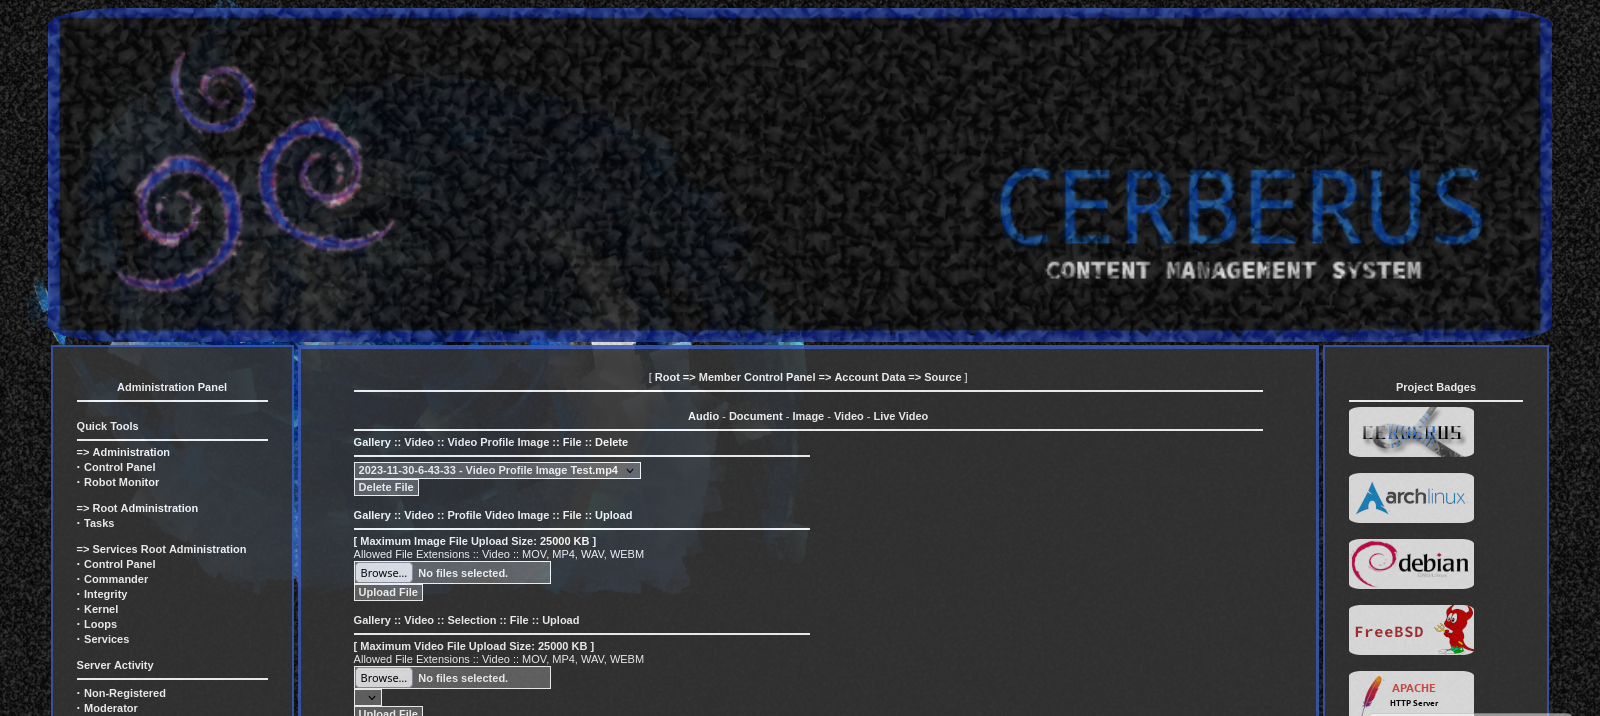 CERBERUS
CONTENT MANAGEMENT SYSTEM
Administration Panel
Quick Tools
=> Administration
· Control Panel
· Robot Monitor
=> Root Administration
· Tasks
=> Services Root Administration
· Control Panel
· Commander
· Integrity
· Kernel
· Loops
· Services
Server Activity
· Non-Registered
· Moderator
[ Root => Member Control Panel => Account Data => Source ]
Audio - Document - Image - Video - Live Video
Gallery :: Video :: Video Profile Image :: File :: Delete
2023-11-30-6-43-33 - Video Profile Image Test.mp4
Delete File
Gallery :: Video :: Profile Video Image :: File :: Upload
[ Maximum Image File Upload Size: 25000 KB ]
Allowed File Extensions :: Video :: MOV, MP4, WAV, WEBM
Browse... No files selected.
Upload File
Gallery :: Video :: Selection :: File :: Upload
[ Maximum Video File Upload Size: 25000 KB ]
Allowed File Extensions :: Video :: MOV, MP4, WAV, WEBM
Browse... No files selected.
Upload File
Project Badges
CERBERUS
archlinux
debian
FreeBSD
APACHE
HTTP Server